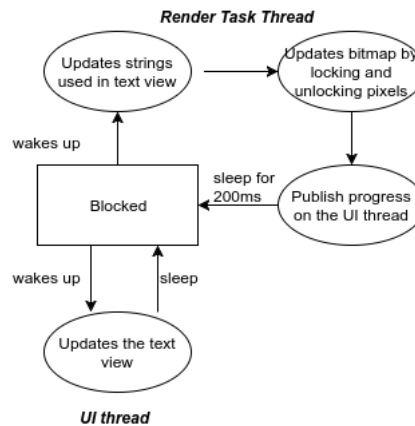 Render Task Thread
Updates strings
used in text view
Updates bitmap by
locking and
unlocking pixels
wakes up
sleep for
200ms
Blocked
Publish progress
on the UI thread
wakes up
sleep
Updates the text
view
UI thread